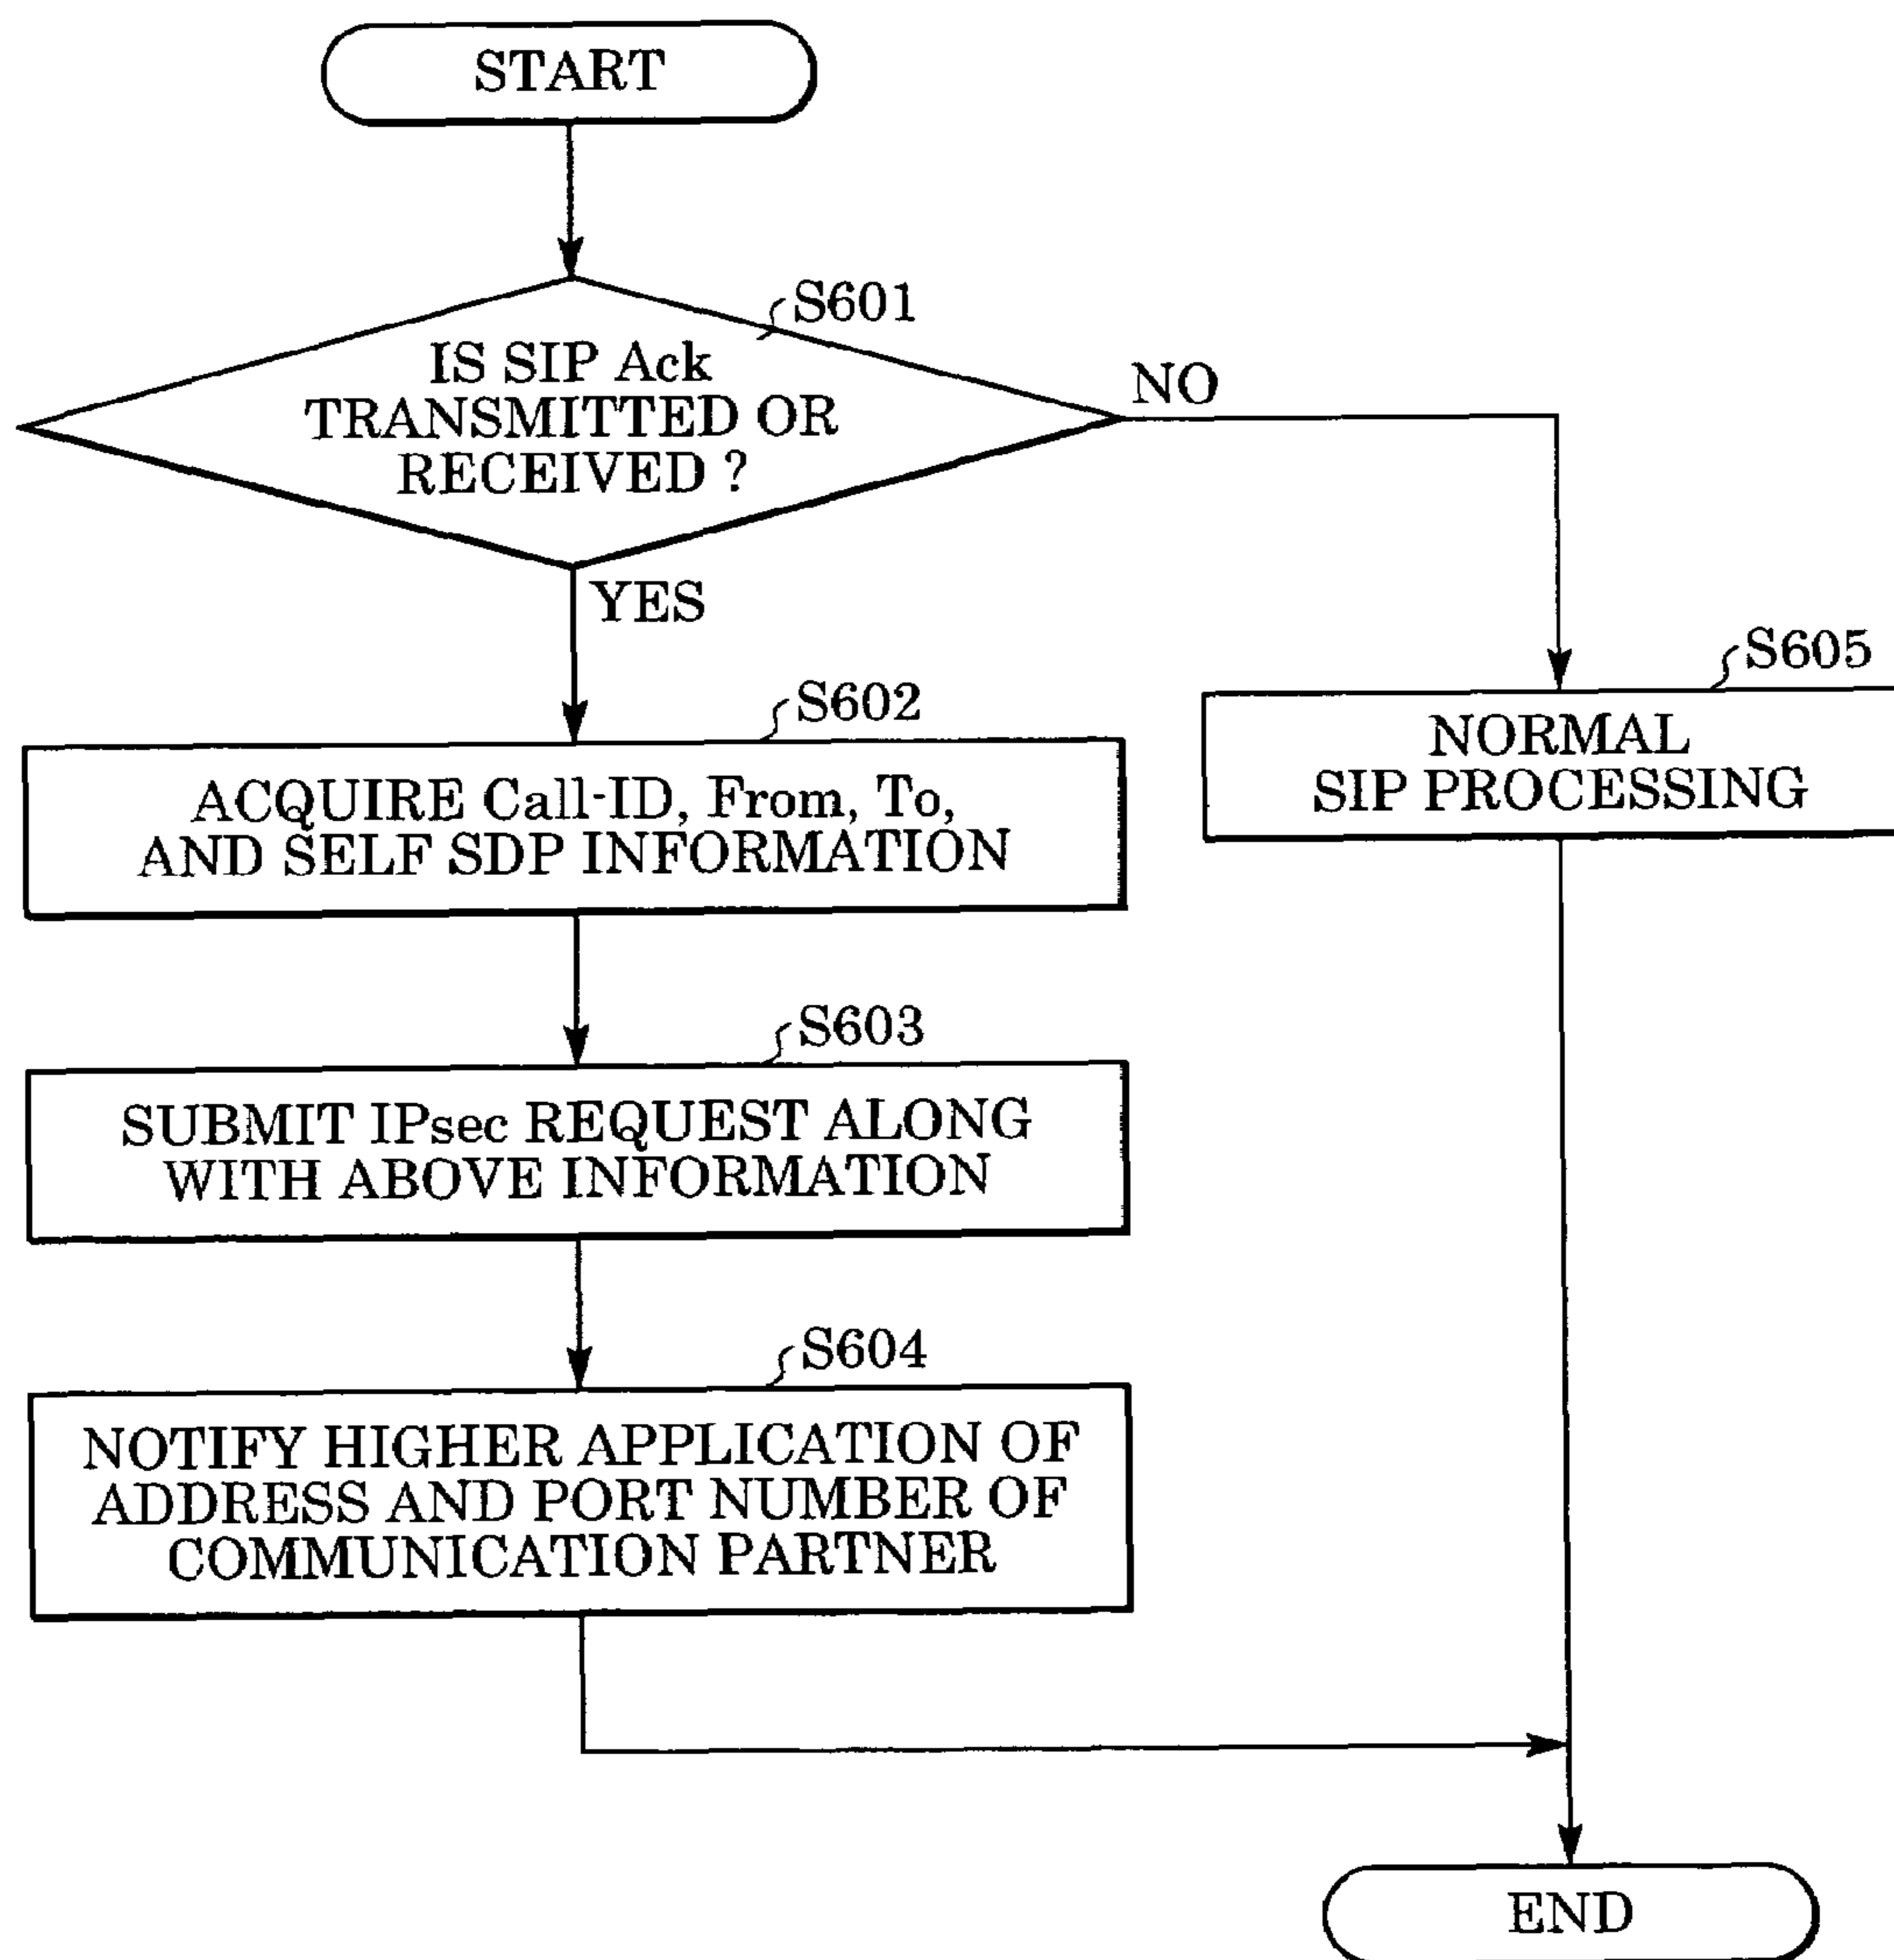 START
S601
IS SIP Ack
TRANSMITTED OR
RECEIVED ?
NO
YES
S602
ACQUIRE Call-ID, From, To,
AND SELF SDP INFORMATION
S605
NORMAL
SIP PROCESSING
S603
SUBMIT IPsec REQUEST ALONG
WITH ABOVE INFORMATION
S604
NOTIFY HIGHER APPLICATION OF
ADDRESS AND PORT NUMBER OF
COMMUNICATION PARTNER
END